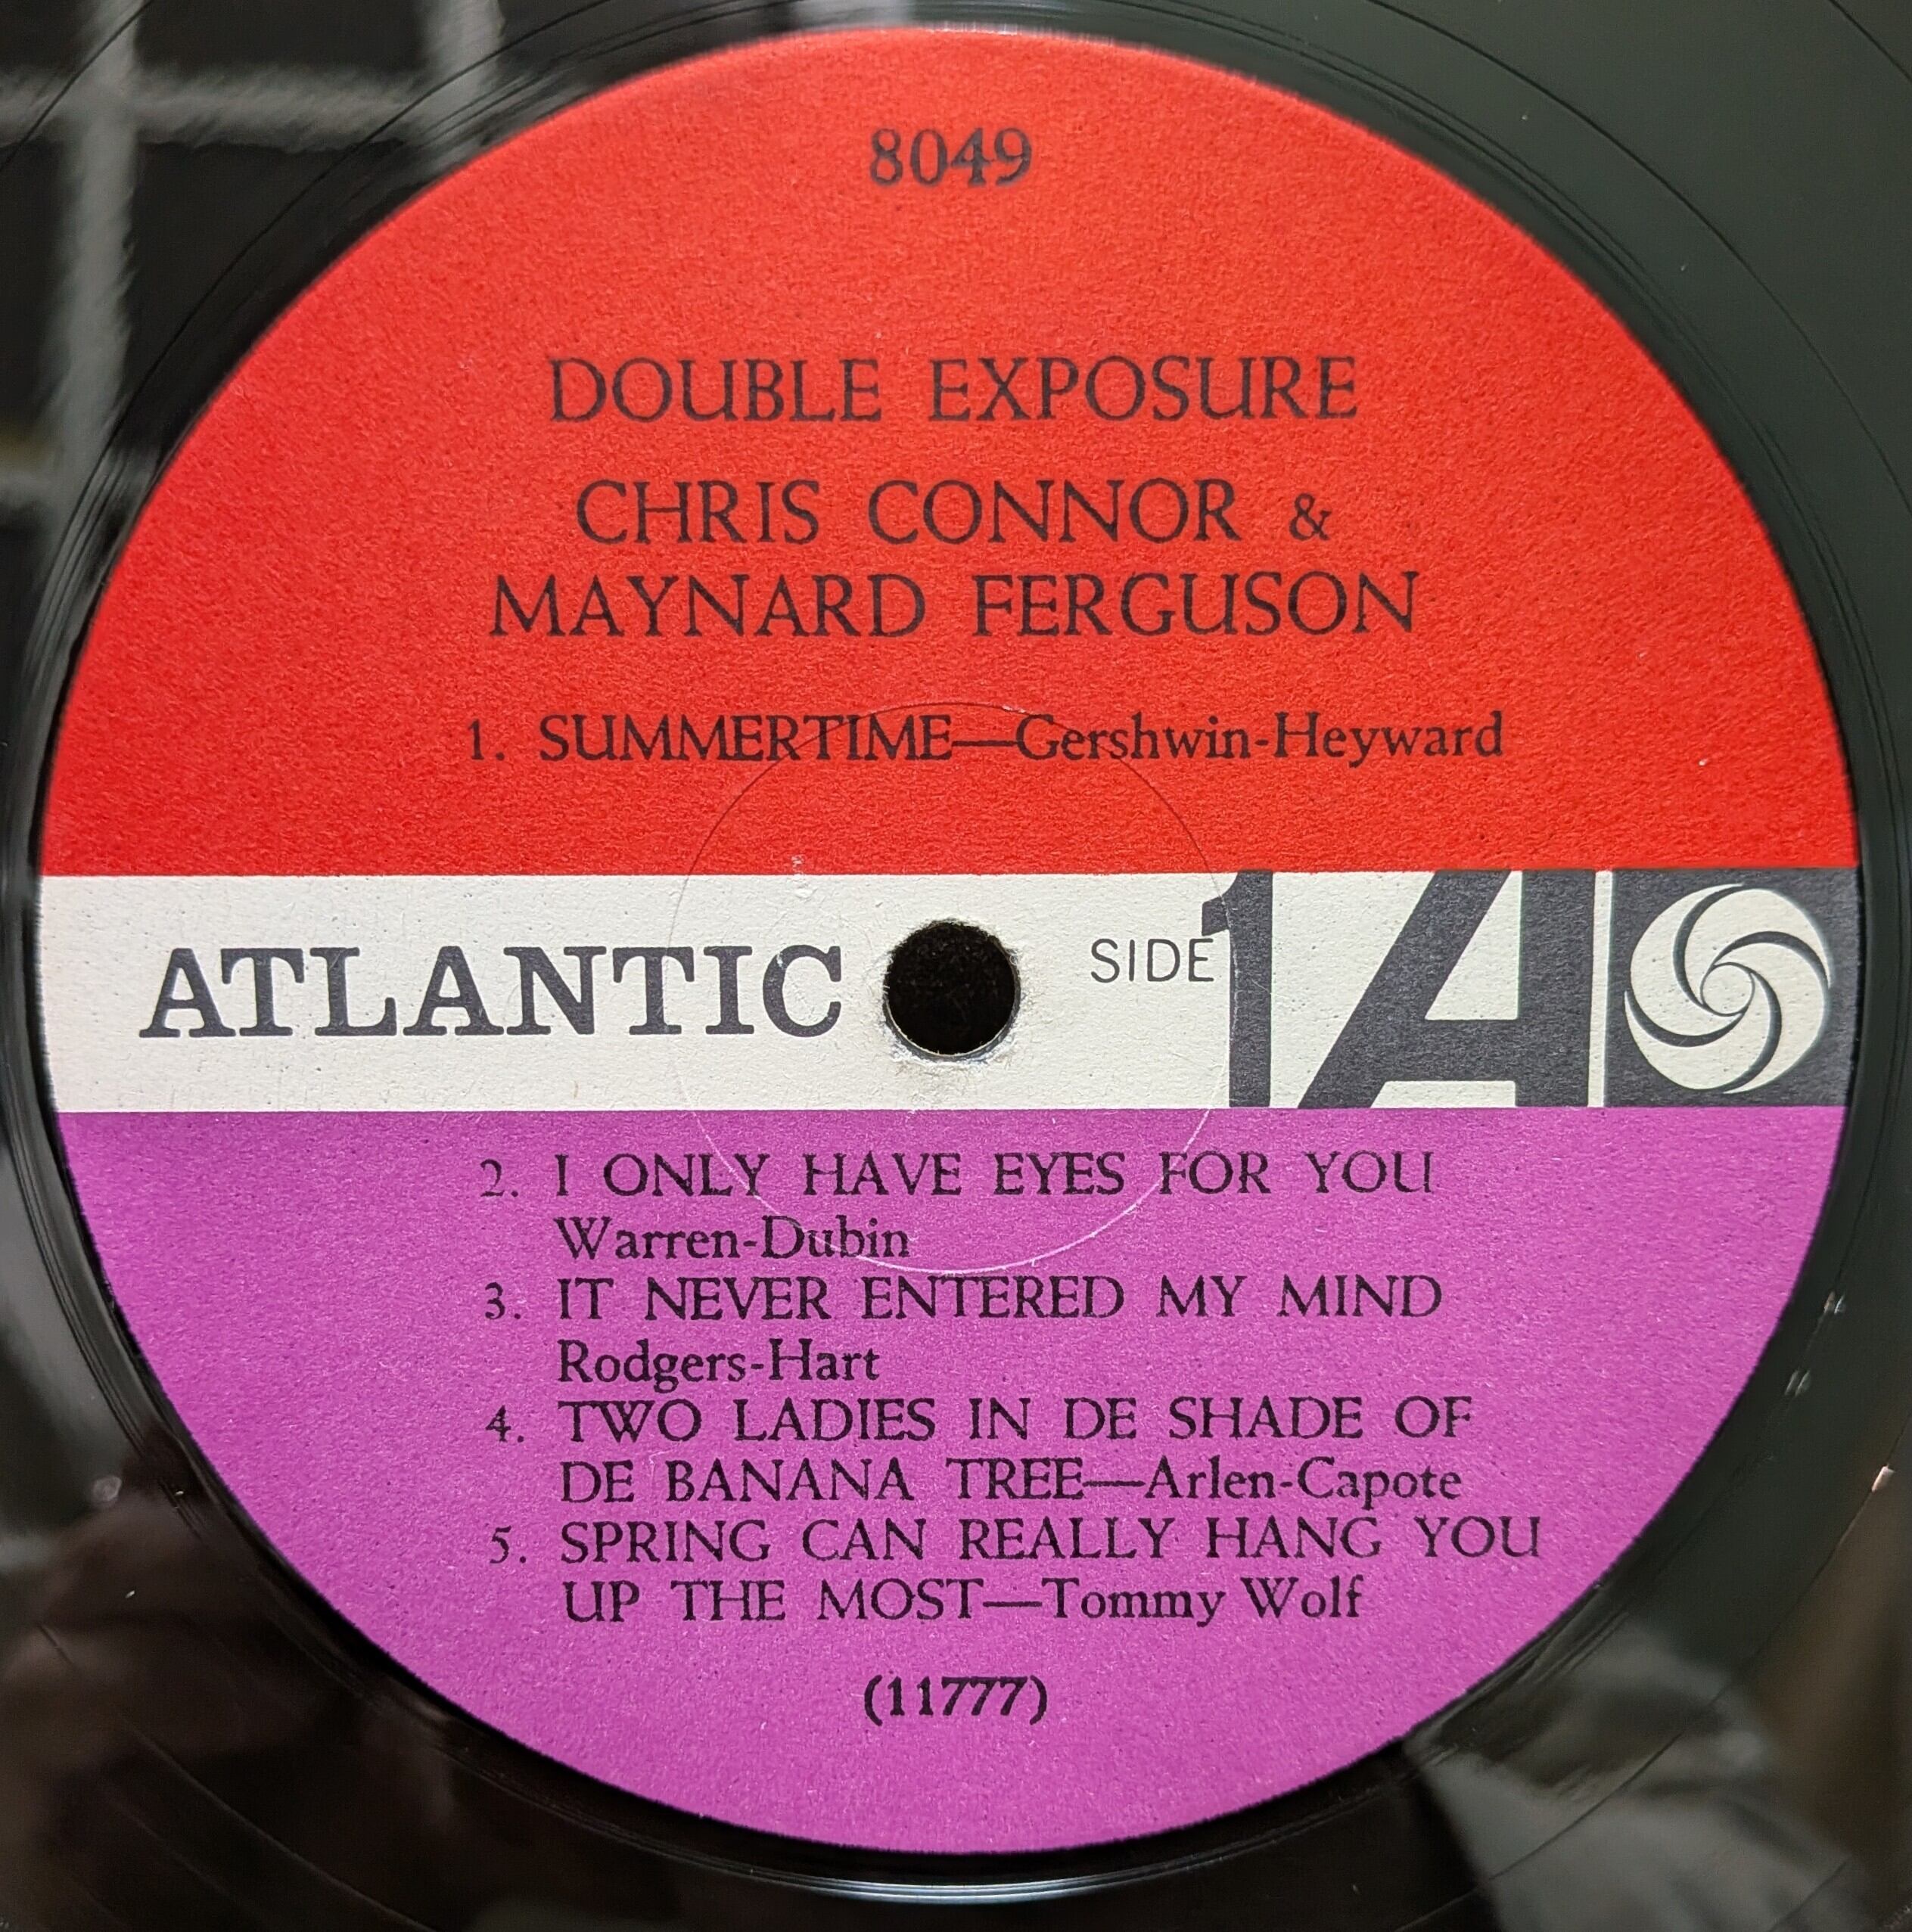 8049
DOUBLE EXPOSURE
CHRIS CONNOR &
MAYNARD FERGUSON
1. SUMMERTIME—Gershwin-Heyward
ATLANTIC SIDE 1 A
2. I ONLY HAVE EYES FOR YOU
Warren-Dubin
3. IT NEVER ENTERED MY MIND
Rodgers-Hart
4. TWO LADIES IN DE SHADE OF
DE BANANA TREE—Arlen-Capote
5. SPRING CAN REALLY HANG YOU
UP THE MOST—Tommy Wolf
(11777)